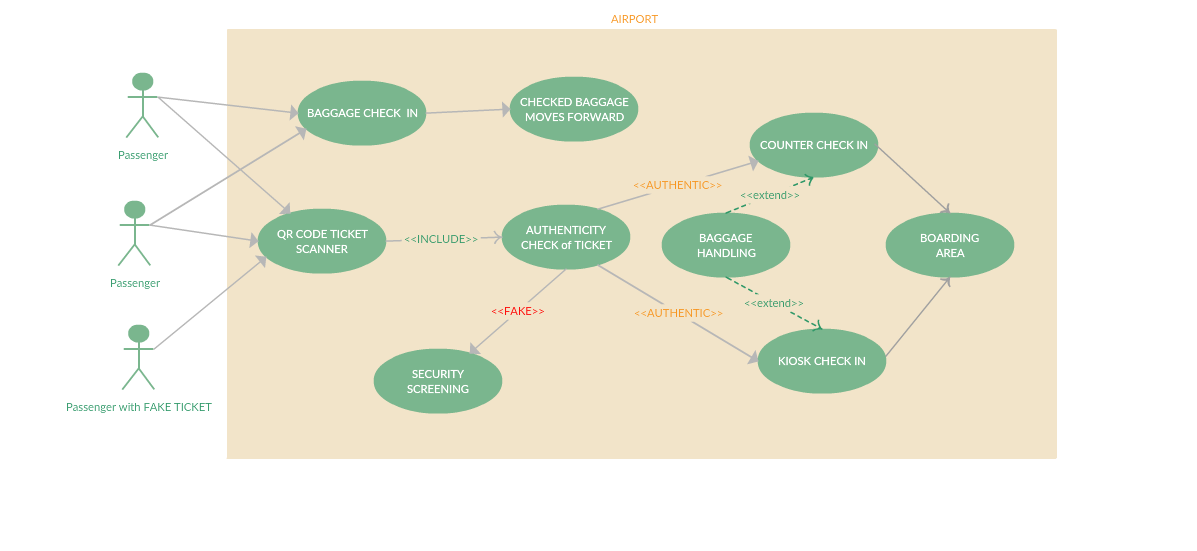 AIRPORT
Passenger
BAGGAGE CHECK IN
CHECKED BAGGAGE
MOVES FORWARD
COUNTER CHECK IN
<<AUTHENTIC>>
<<extend>>
Passenger
QR CODE TICKET
SCANNER
<<INCLUDE>>
AUTHENTICITY
CHECK of TICKET
BAGGAGE
HANDLING
BOARDING
AREA
<<extend>>
<<FAKE>>
<<AUTHENTIC>>
KIOSK CHECK IN
SECURITY
SCREENING
Passenger with FAKE TICKET